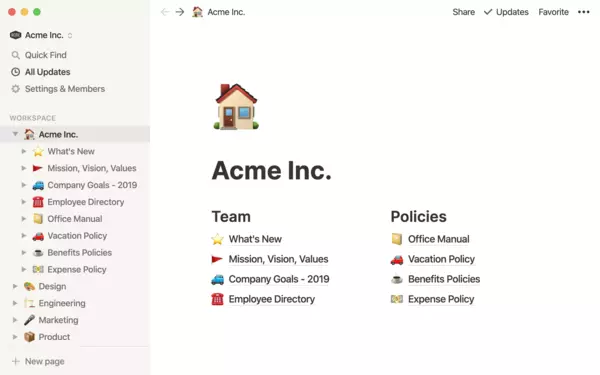 Acme Inc.
Quick Find
All Updates
Settings & Members
WORKSPACE
Acme Inc.
What's New
Mission, Vision, Values
Company Goals - 2019
Employee Directory
Office Manual
Vacation Policy
Benefits Policies
Expense Policy
Design
Engineering
Marketing
Product
New page
Acme Inc.
Share
Updates
Favorite
Acme Inc.
Team
What's New
Mission, Vision, Values
Company Goals - 2019
Employee Directory
Policies
Office Manual
Vacation Policy
Benefits Policies
Expense Policy